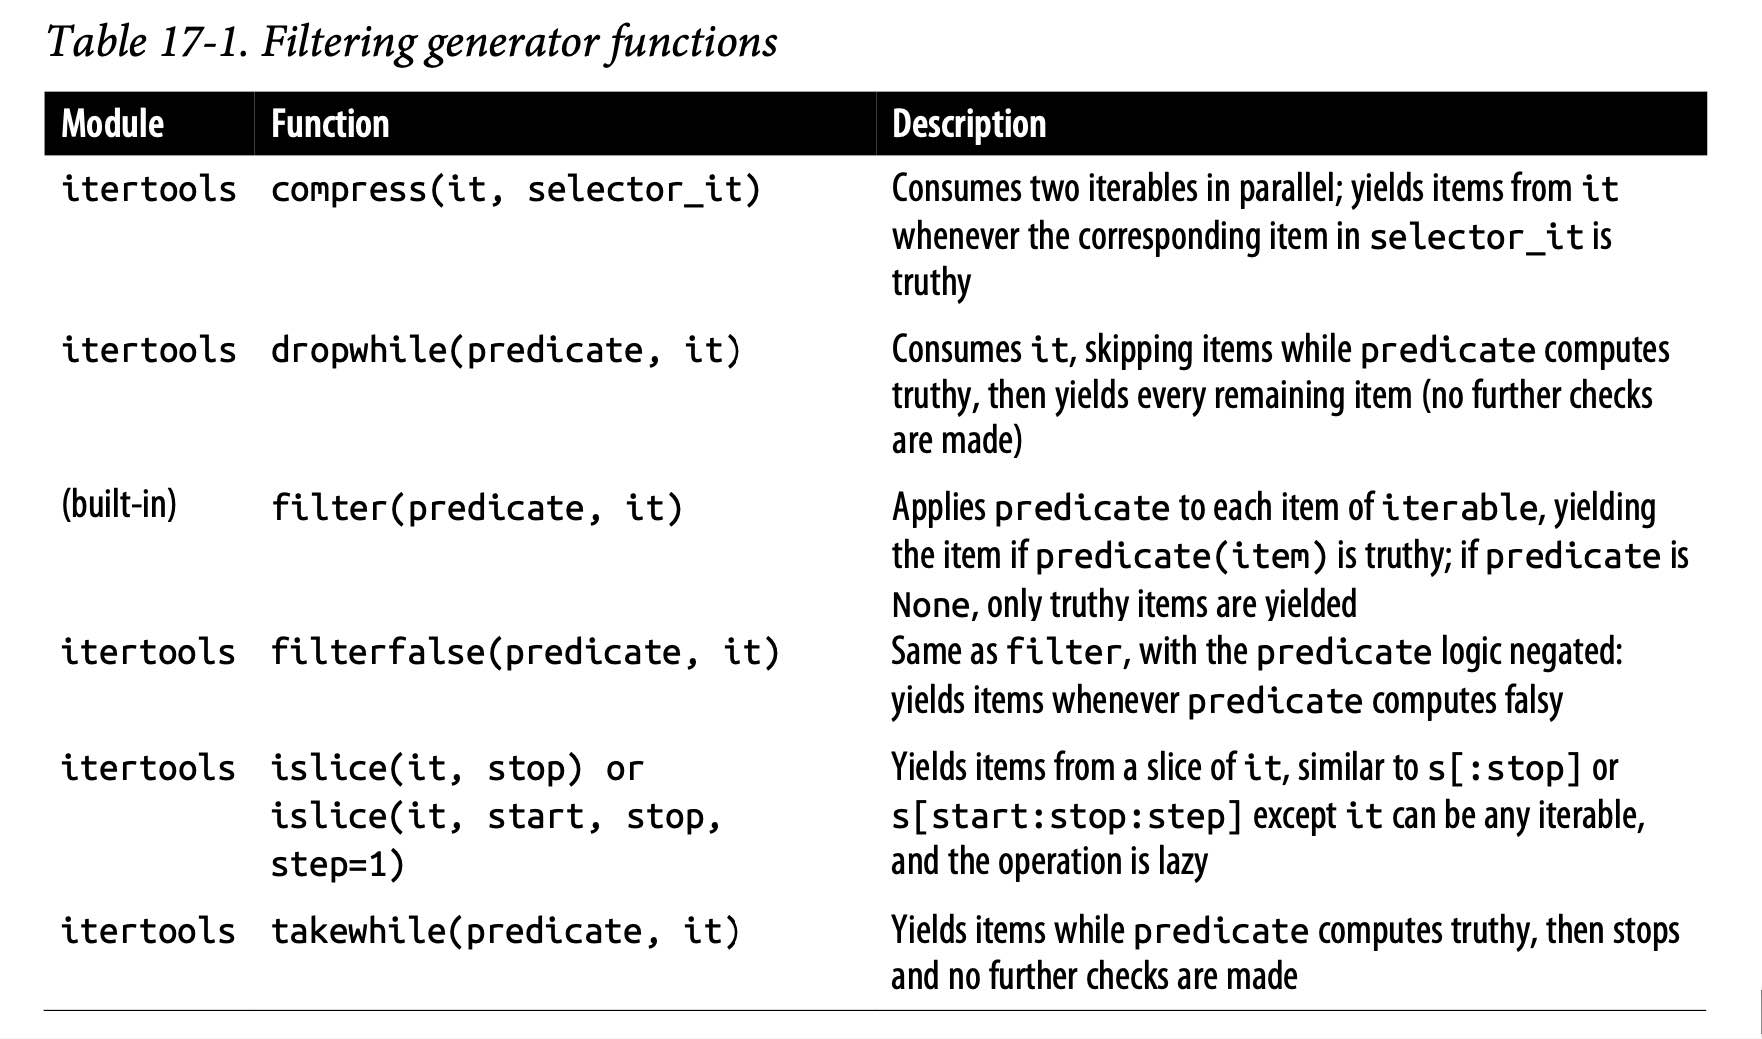 Table 17-1. Filtering generator functions
Module Function Description
itertools compress(it, selector_it) Consumes two iterables in parallel; yields items from it
whenever the corresponding item in selector_it is
truthy
itertools dropwhile(predicate, it) Consumes it, skipping items while predicate computes
truthy, then yields every remaining item (no further checks
are made)
(built-in) filter(predicate, it) Applies predicate to each item of iterable, yielding
the item if predicate(item) is truthy; if predicate is
None, only truthy items are yielded
itertools filterfalse(predicate, it) Same as filter, with the predicate logic negated:
yields items whenever predicate computes falsy
itertools islice(it, stop) or Yields items from a slice of it, similar to s[:stop] or
islice(it, start, stop, s[start:stop:step] except it can be any iterable,
step=1) and the operation is lazy
itertools takewhile(predicate, it) Yields items while predicate computes truthy, then stops
and no further checks are made